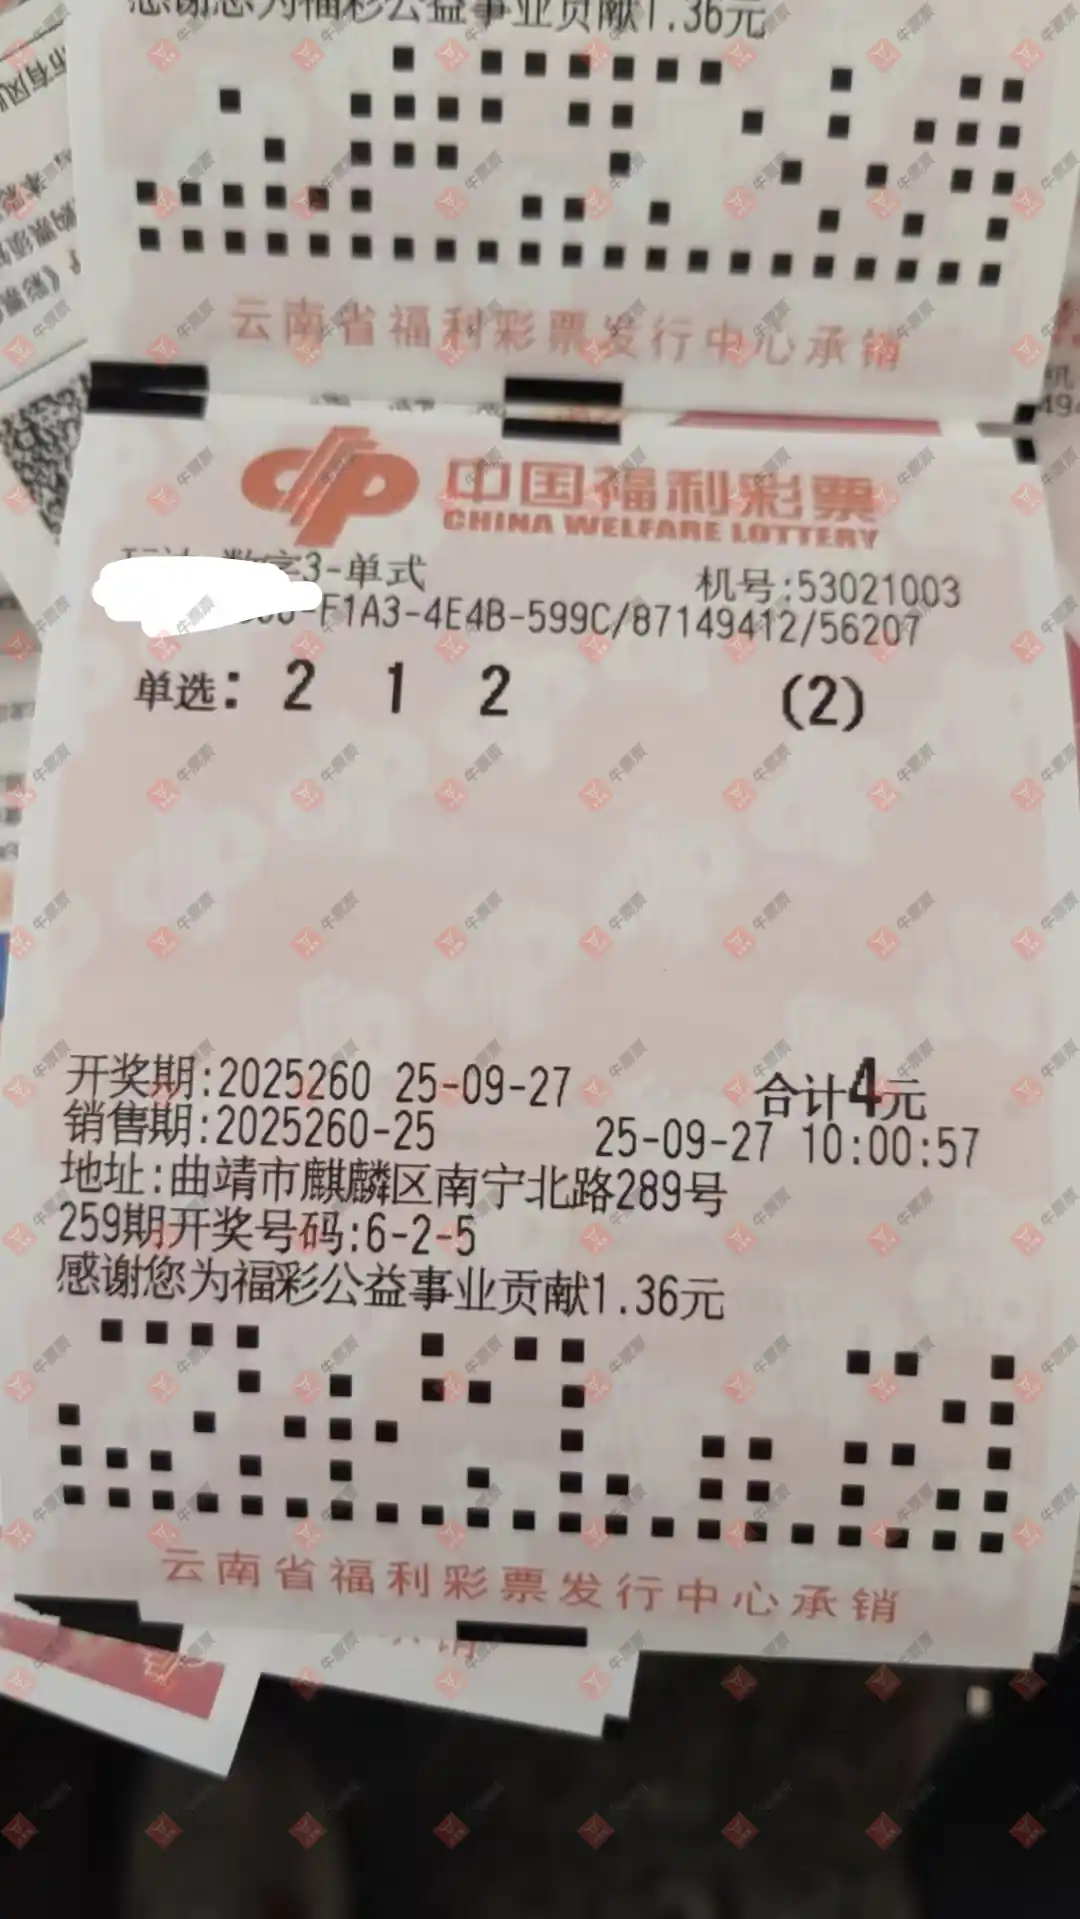 感谢您为福彩公益事业贡献1.36元
云南省福利彩票发行中心承销
中国福利彩票
CHINA WELFARE LOTTERY
数字3-单式
机号:53021003
-F1A3-4E4B-599C/87149412/56207
单选: 2 1 2 (2)
开奖期:2025260 25-09-27 合计4元
销售期:2025260-25 25-09-27 10:00:57
地址:曲靖市麒麟区南宁北路289号
259期开奖号码:6-2-5
感谢您为福彩公益事业贡献1.36元
云南省福利彩票发行中心承销